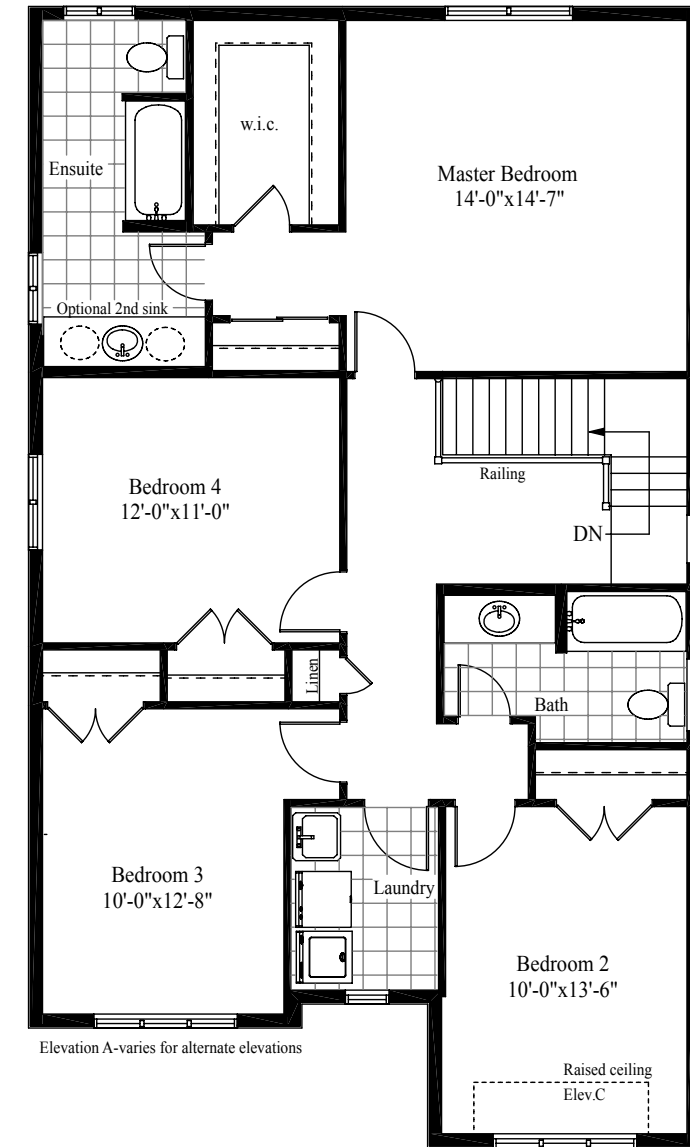 w.i.c.
Ensuite
Master Bedroom
14'-0"x14'-7"
Optional 2nd sink
Bedroom 4
12'-0"x11'-0"
Railing
DN
Linen
Bath
Bedroom 3
10'-0"x12'-8"
Laundry
Bedroom 2
10'-0"x13'-6"
Elevation A-varies for alternate elevations
Raised ceiling
Elev.C